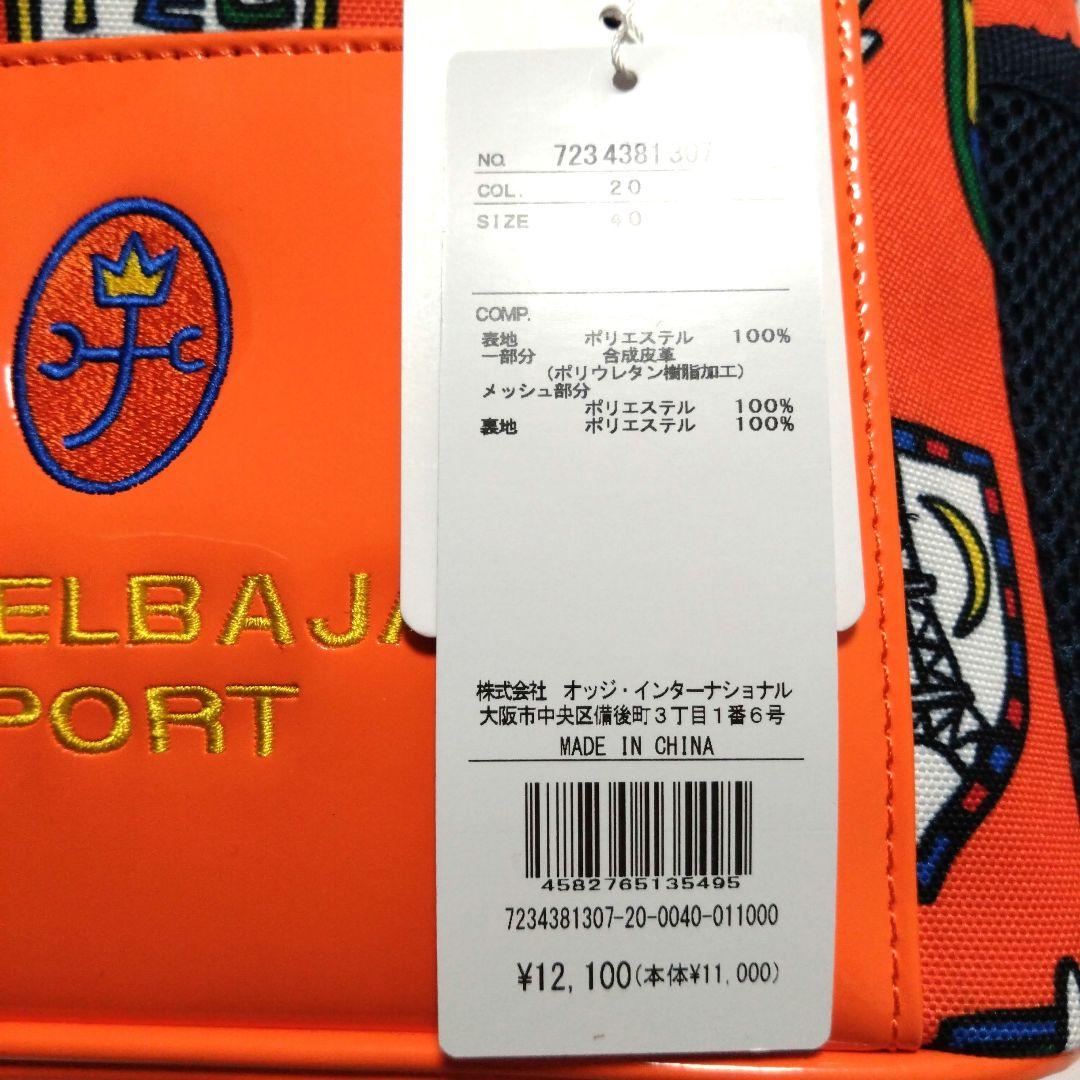 ELBAJA
PORT
NO. 7234381307
COL. 20
SIZE 40
COMP.
表地 ポリエステル 100%
一部分 合成皮革
(ポリウレタン樹脂加工)
メッシュ部分
ポリエステル 100%
裏地 ポリエステル 100%
株式会社 オッジ・インターナショナル
大阪市中央区備後町3丁目1番6号
MADE IN CHINA
4582765135495
7234381307-20-0040-011000
¥12,100(本体¥11,000)